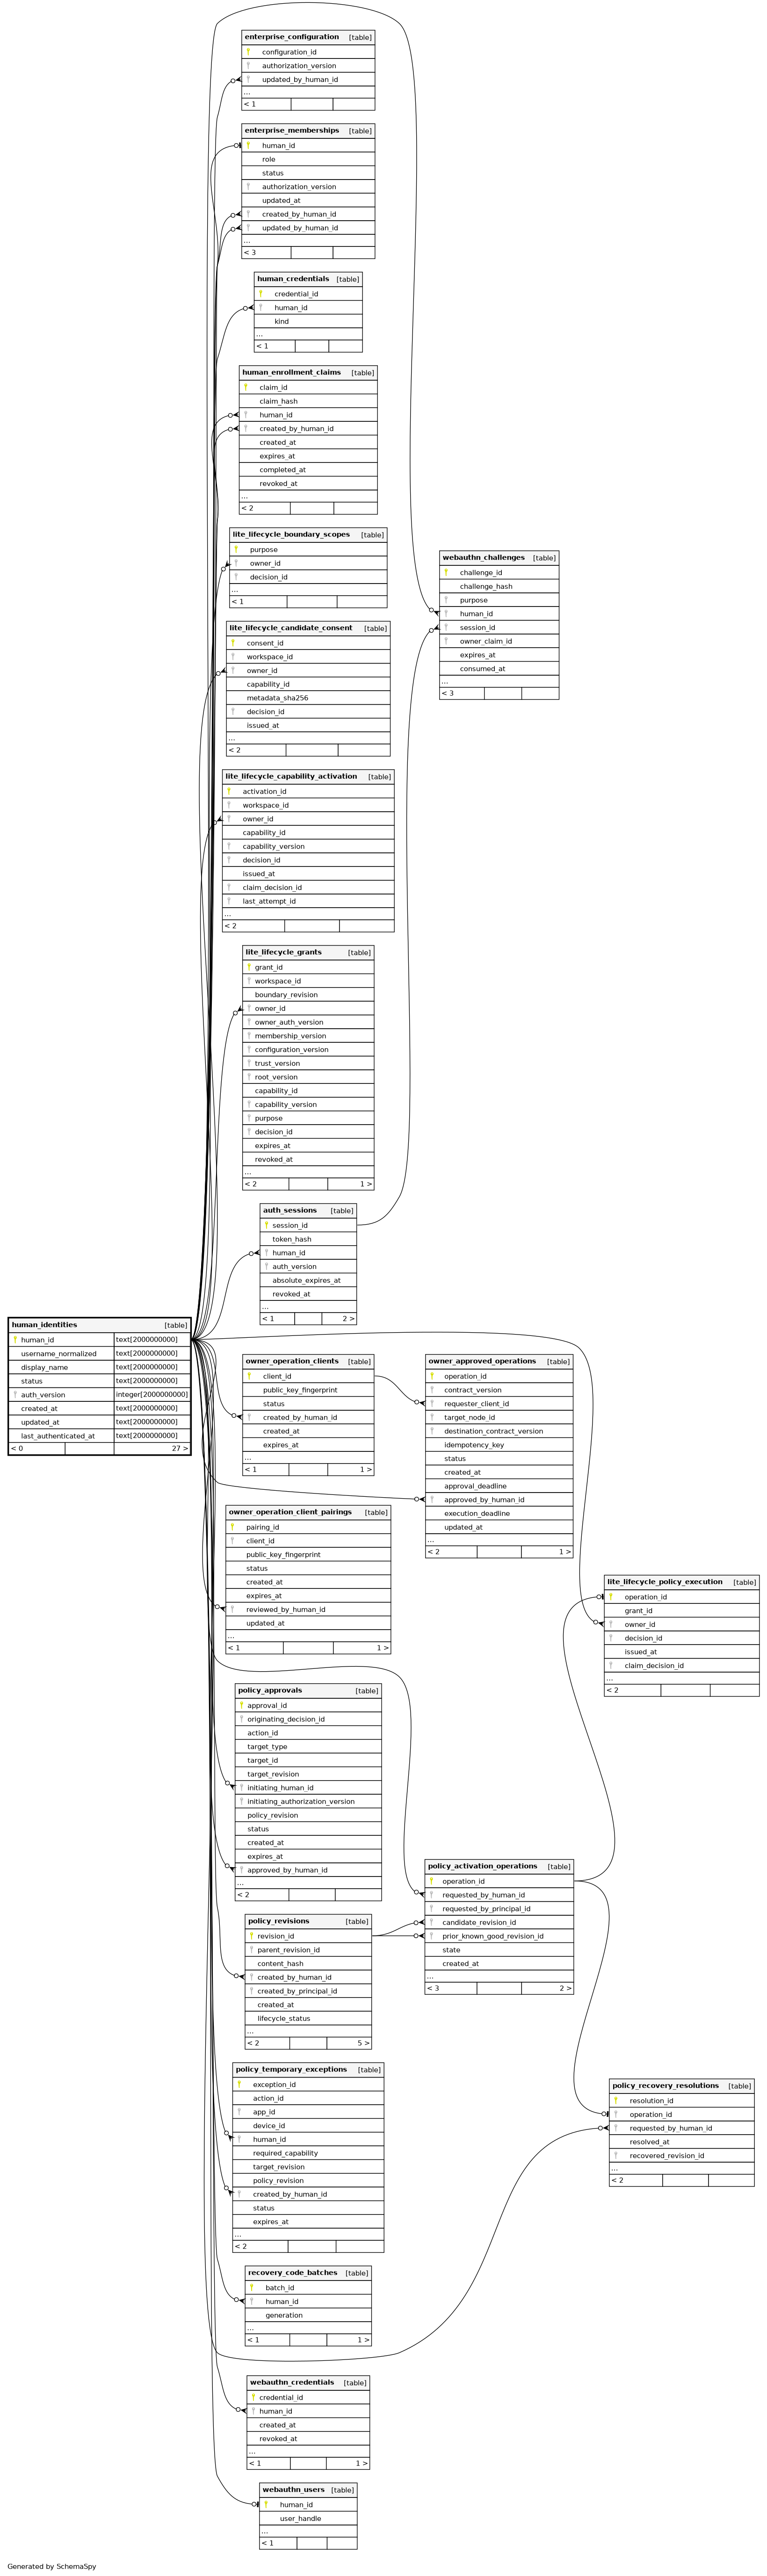 enterprise_configuration [table]
configuration_id
authorization_version
updated_by_human_id
...
< 1
enterprise_memberships [table]
human_id
role
status
authorization_version
updated_at
created_by_human_id
updated_by_human_id
...
< 3
human_credentials [table]
credential_id
human_id
kind
...
< 1
human_enrollment_claims [table]
claim_id
claim_hash
human_id
created_by_human_id
created_at
expires_at
completed_at
revoked_at
...
< 2
lite_lifecycle_boundary_scopes [table]
purpose
owner_id
decision_id
...
< 1
webauthn_challenges [table]
challenge_id
challenge_hash
purpose
human_id
session_id
owner_claim_id
expires_at
consumed_at
...
< 3
lite_lifecycle_candidate_consent [table]
consent_id
workspace_id
owner_id
capability_id
metadata_sha256
decision_id
issued_at
...
< 2
lite_lifecycle_capability_activation [table]
activation_id
workspace_id
owner_id
capability_id
capability_version
decision_id
issued_at
claim_decision_id
last_attempt_id
...
< 2
lite_lifecycle_grants [table]
grant_id
workspace_id
boundary_revision
owner_id
owner_auth_version
membership_version
configuration_version
trust_version
root_version
capability_id
capability_version
purpose
decision_id
expires_at
revoked_at
...
< 2 1 >
auth_sessions [table]
session_id
token_hash
human_id
auth_version
absolute_expires_at
revoked_at
...
< 1 2 >
human_identities [table]
human_id text[2000000000]
username_normalized text[2000000000]
display_name text[2000000000]
status text[2000000000]
auth_version integer[2000000000]
created_at text[2000000000]
updated_at text[2000000000]
last_authenticated_at text[2000000000]
< 0 27 >
owner_operation_clients [table]
client_id
public_key_fingerprint
status
created_by_human_id
created_at
expires_at
...
< 1 1 >
owner_approved_operations [table]
operation_id
contract_version
requester_client_id
target_node_id
destination_contract_version
idempotency_key
status
created_at
approval_deadline
approved_by_human_id
execution_deadline
updated_at
...
< 2 1 >
owner_operation_client_pairings [table]
pairing_id
client_id
public_key_fingerprint
status
created_at
expires_at
reviewed_by_human_id
updated_at
...
< 1 1 >
lite_lifecycle_policy_execution [table]
operation_id
grant_id
owner_id
decision_id
issued_at
claim_decision_id
...
< 2
policy_approvals [table]
approval_id
originating_decision_id
action_id
target_type
target_id
target_revision
initiating_human_id
initiating_authorization_version
policy_revision
status
created_at
expires_at
approved_by_human_id
...
< 2
policy_activation_operations [table]
operation_id
requested_by_human_id
requested_by_principal_id
candidate_revision_id
prior_known_good_revision_id
state
created_at
...
< 3 2 >
policy_revisions [table]
revision_id
parent_revision_id
content_hash
created_by_human_id
created_by_principal_id
created_at
lifecycle_status
...
< 2 5 >
policy_temporary_exceptions [table]
exception_id
action_id
app_id
device_id
human_id
required_capability
target_revision
policy_revision
created_by_human_id
status
expires_at
...
< 2
policy_recovery_resolutions [table]
resolution_id
operation_id
requested_by_human_id
resolved_at
recovered_revision_id
...
< 2
recovery_code_batches [table]
batch_id
human_id
generation
...
< 1 1 >
webauthn_credentials [table]
credential_id
human_id
created_at
revoked_at
...
< 1 1 >
webauthn_users [table]
human_id
user_handle
...
< 1
Generated by SchemaSpy